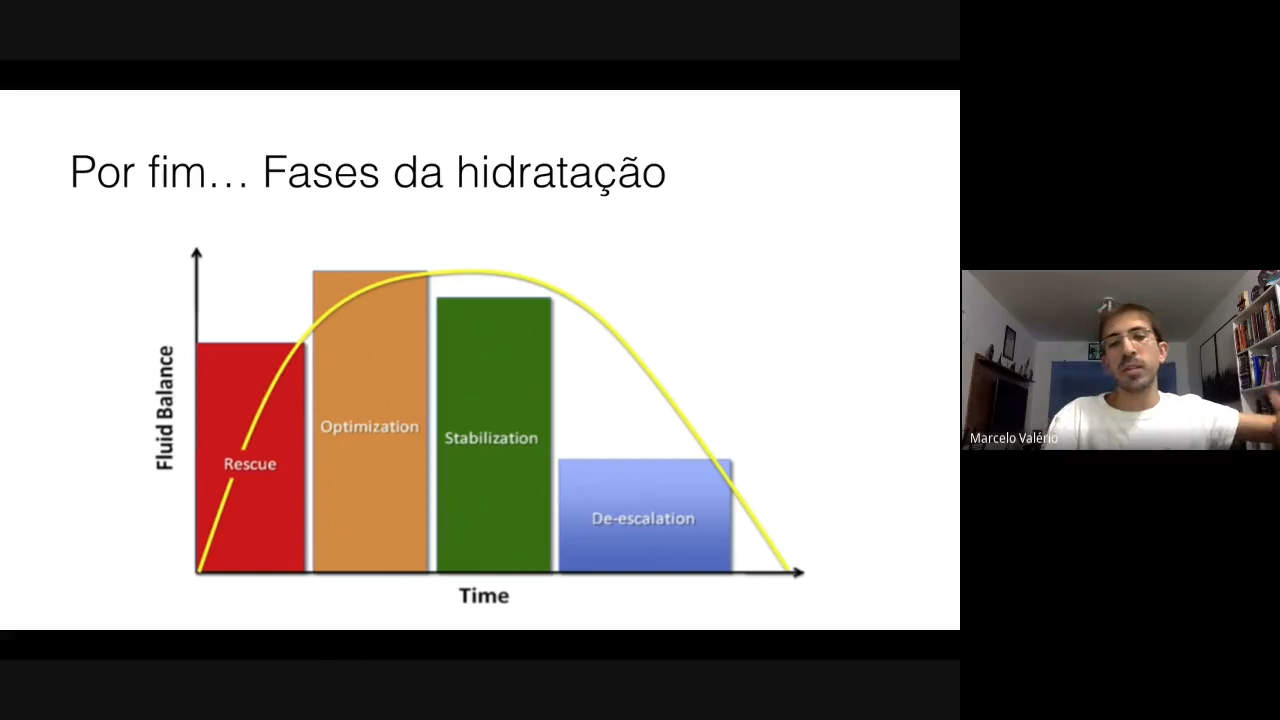 Por fim... Fases da hidratação
Fluid Balance
Rescue
Optimization
Stabilization
De-escalation
Time
Marcelo Valério